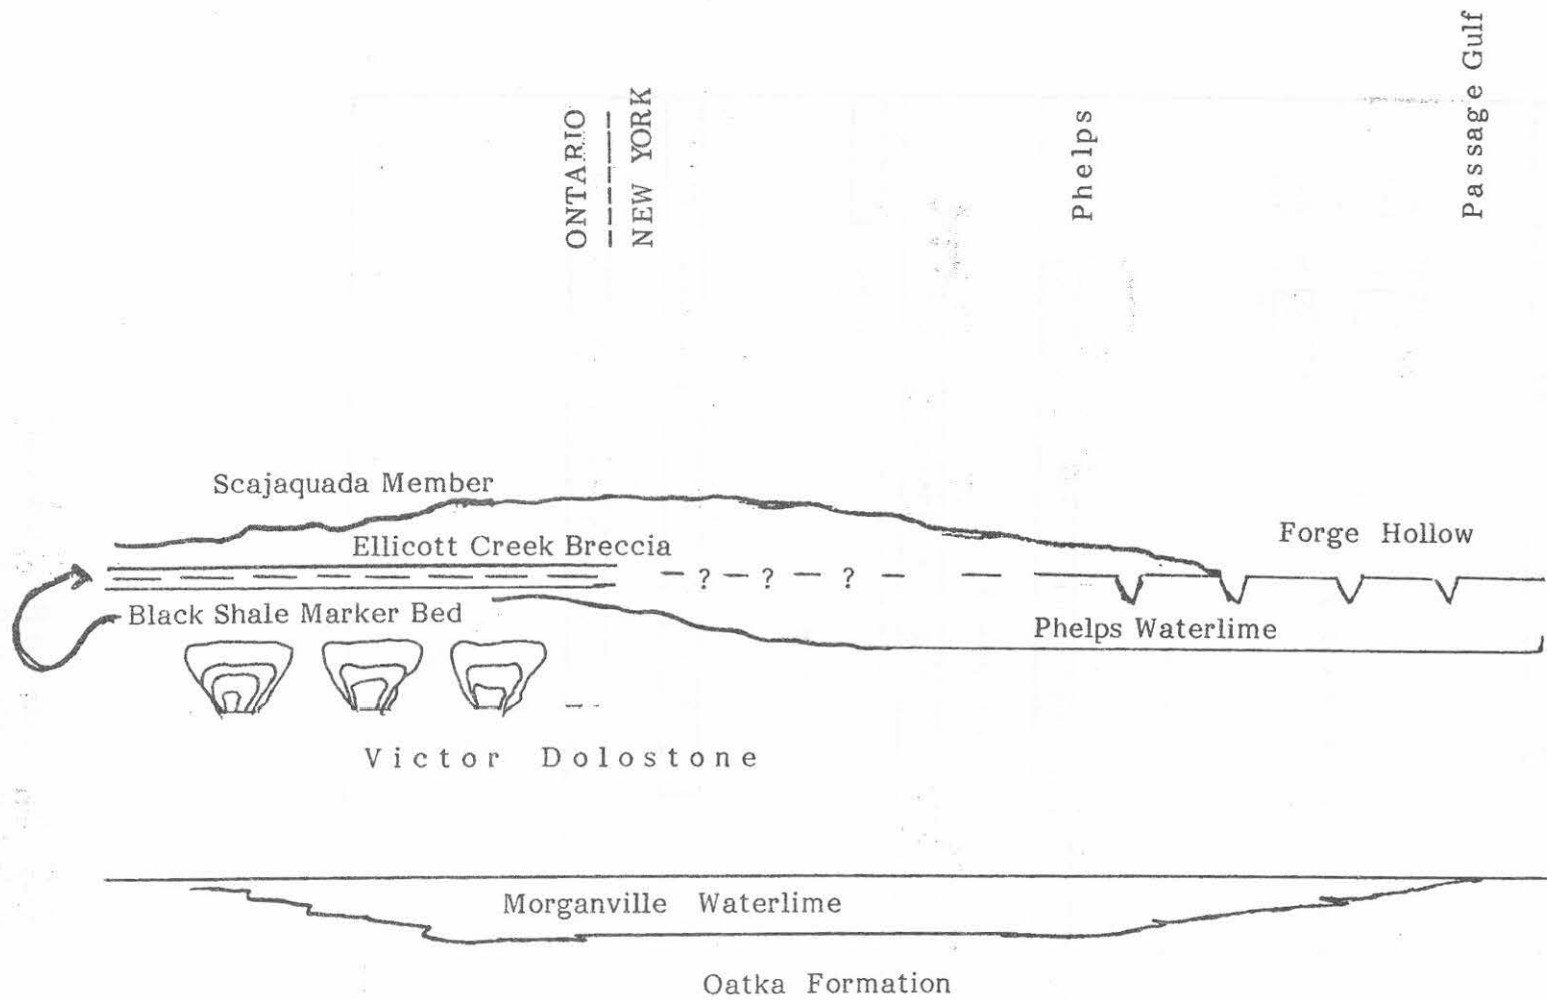 ONTARIO
NEW YORK
Phelps
Passage Gulf
Scajaquada Member
Forge Hollow
Ellicott Creek Breccia
? ? ?
Black Shale Marker Bed
Phelps Waterlime
Victor Dolostone
Morganville Waterlime
Oatka Formation